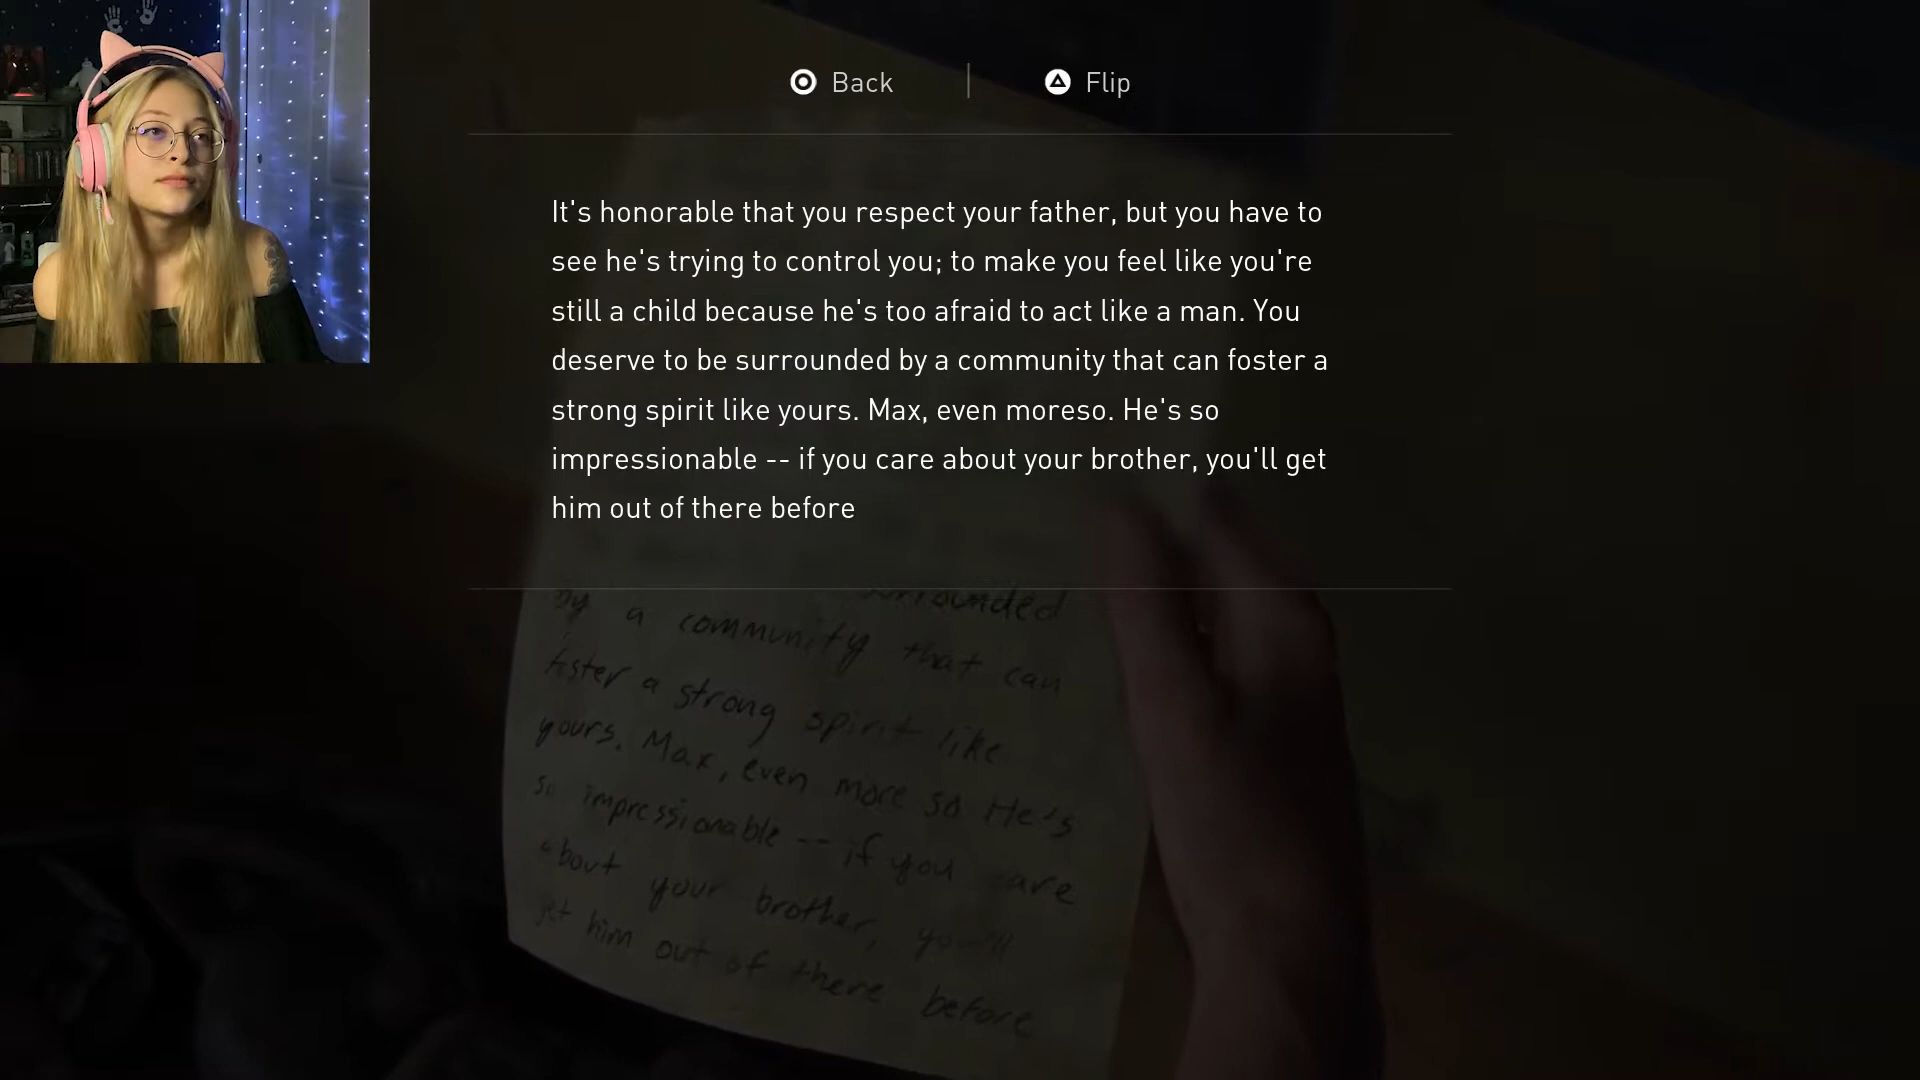 Back | Flip
It's honorable that you respect your father, but you have to
see he's trying to control you; to make you feel like you're
still a child because he's too afraid to act like a man. You
deserve to be surrounded by a community that can foster a
strong spirit like yours. Max, even moreso. He's so
impressionable -- if you care about your brother, you'll get
him out of there before
surrounded
by a community that can
foster a strong spirit like
yours. Max, even more so He's
so impressionable -- if you care
about your brother, you'll
get him out of there before